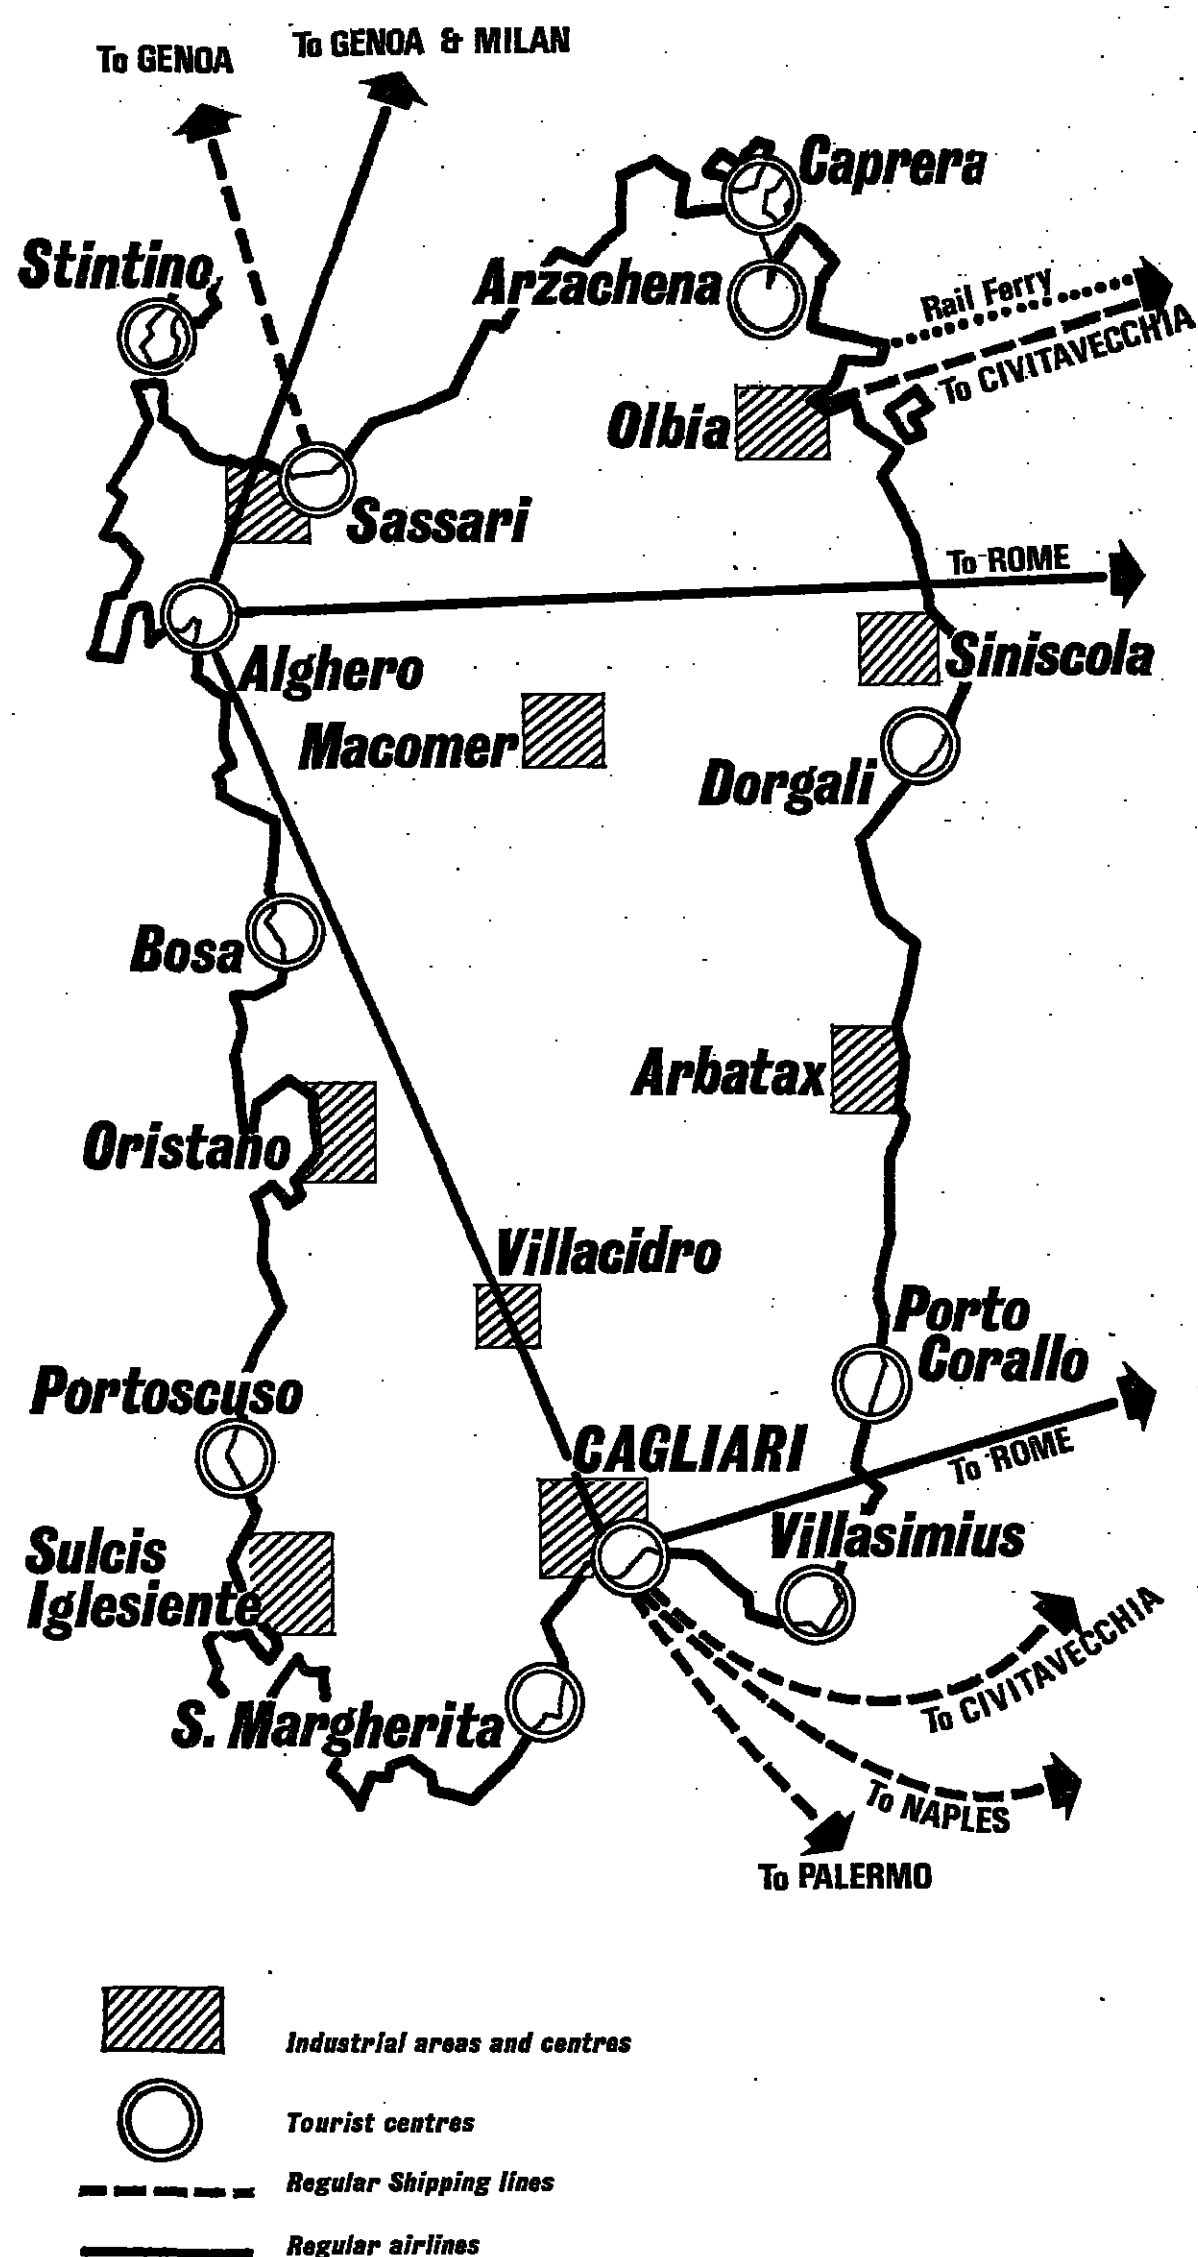 To GENOA
To GENOA & MILAN
Caprera
Stintino
Arzachena
Rail Ferry
To CIVITAVECCHIA
Olbia
Sassari
To ROME
Siniscola
Alghero
Macomer
Dorgali
Bosa
Arbatax
Oristano
Villacidro
Porto
Corallo
Portoscuso
CAGLIARI
To ROME
Villasimius
Sulcis
Iglesiente
To CIVITAVECCHIA
S. Margherita
To NAPLES
To PALERMO
Industrial areas and centres
Tourist centres
Regular Shipping lines
Regular airlines